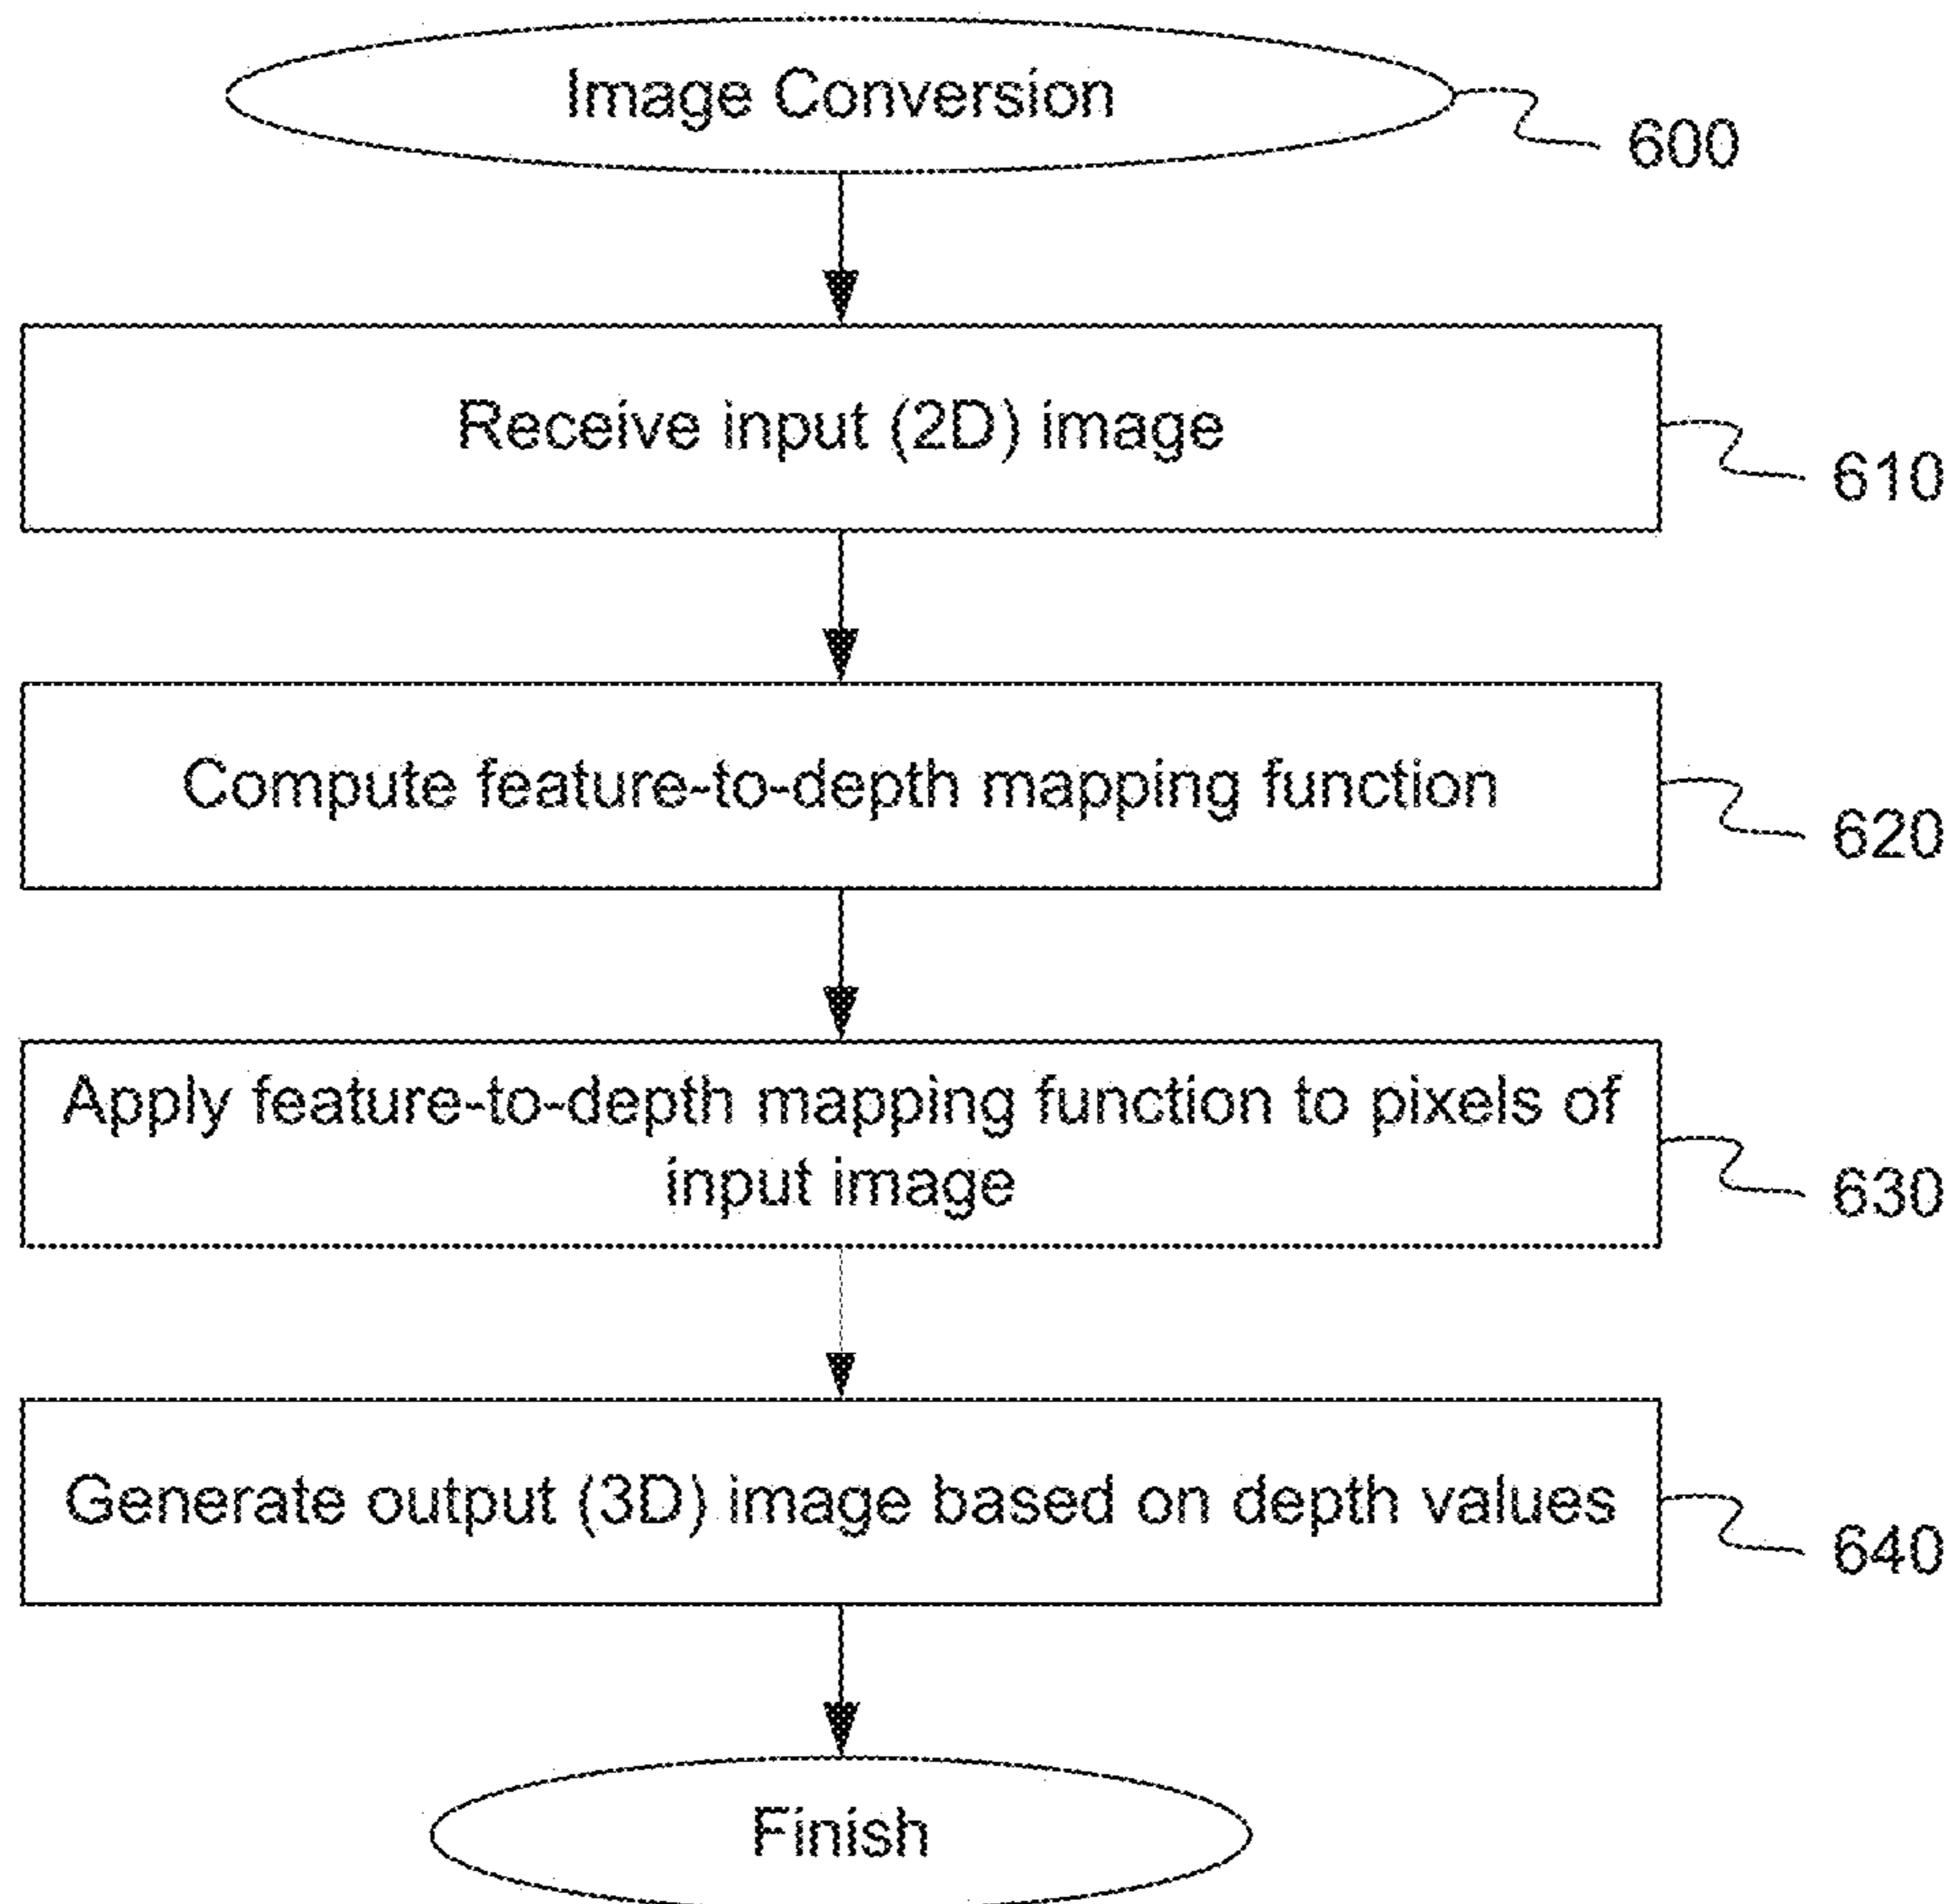 Image Conversion
600
Receive input (2D) image
610
Compute feature-to-depth mapping function
620
Apply feature-to-depth mapping function to pixels of
input image
630
Generate output (3D) image based on depth values
640
Finish